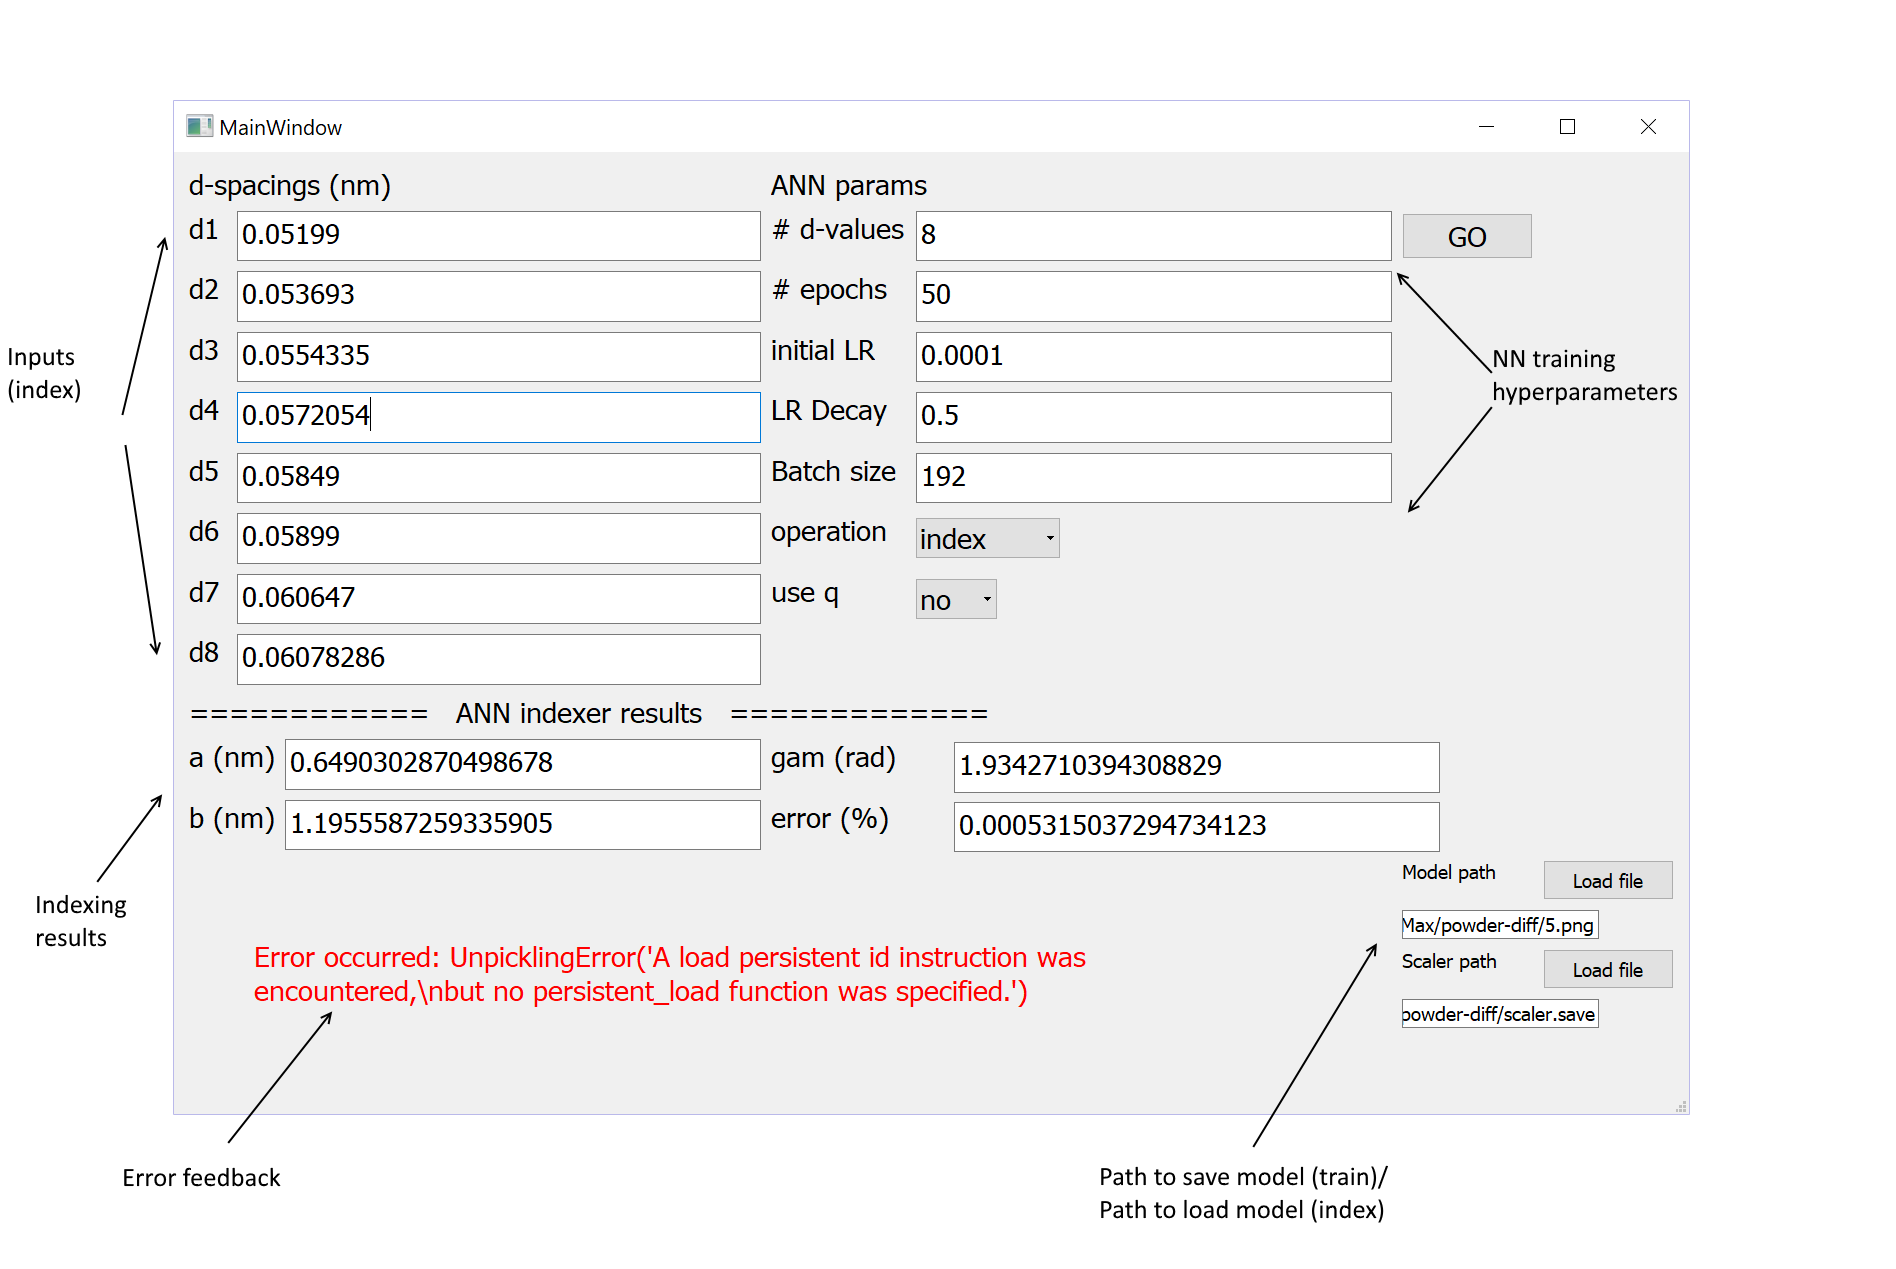 MainWindow
d-spacings (nm)
ANN params
d1 0.05199
# d-values 8
GO
d2 0.053693
# epochs 50
d3 0.0554335
initial LR 0.0001
d4 0.0572054
LR Decay 0.5
d5 0.05849
Batch size 192
d6 0.05899
operation index
d7 0.060647
use q no
d8 0.06078286
============ ANN indexer results =============
a (nm) 0.6490302870498678
gam (rad) 1.9342710394308829
b (nm) 1.1955587259335905
error (%) 0.0005315037294734123
Model path
Load file
Max/powder-diff/5.png
Scaler path
Load file
powder-diff/scaler.save
Error occurred: UnpicklingError('A load persistent id instruction was
encountered,\nbut no persistent_load function was specified.')
Inputs
(index)
NN training
hyperparameters
Indexing
results
Error feedback
Path to save model (train)/
Path to load model (index)